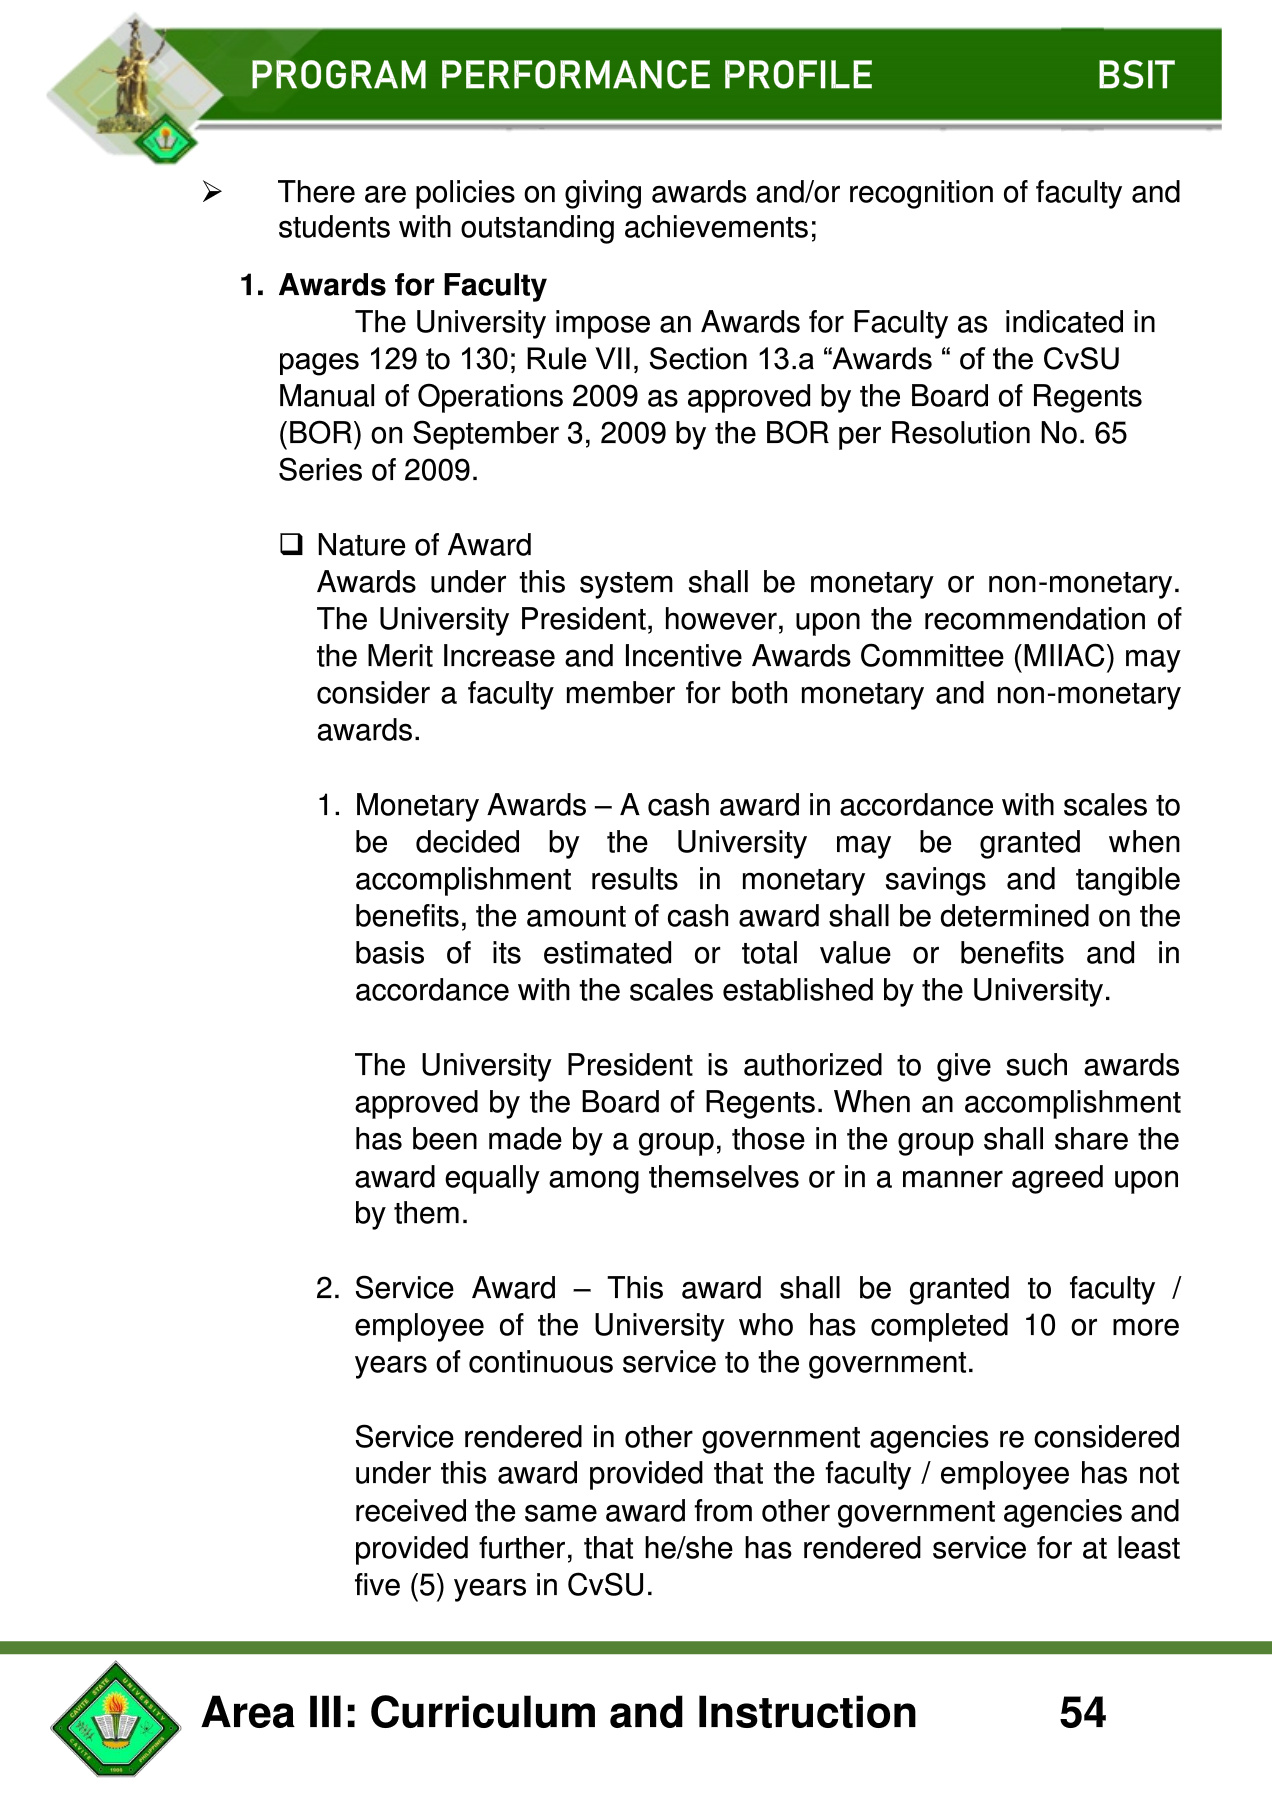 PROGRAM PERFORMANCE PROFILE BSIT
➢ There are policies on giving awards and/or recognition of faculty and
students with outstanding achievements;
1. Awards for Faculty
The University impose an Awards for Faculty as indicated in
pages 129 to 130; Rule VII, Section 13.a “Awards “ of the CvSU
Manual of Operations 2009 as approved by the Board of Regents
(BOR) on September 3, 2009 by the BOR per Resolution No. 65
Series of 2009.
❑ Nature of Award
Awards under this system shall be monetary or non-monetary.
The University President, however, upon the recommendation of
the Merit Increase and Incentive Awards Committee (MIIAC) may
consider a faculty member for both monetary and non-monetary
awards.
1. Monetary Awards – A cash award in accordance with scales to
be decided by the University may be granted when
accomplishment results in monetary savings and tangible
benefits, the amount of cash award shall be determined on the
basis of its estimated or total value or benefits and in
accordance with the scales established by the University.
The University President is authorized to give such awards
approved by the Board of Regents. When an accomplishment
has been made by a group, those in the group shall share the
award equally among themselves or in a manner agreed upon
by them.
2. Service Award – This award shall be granted to faculty /
employee of the University who has completed 10 or more
years of continuous service to the government.
Service rendered in other government agencies re considered
under this award provided that the faculty / employee has not
received the same award from other government agencies and
provided further, that he/she has rendered service for at least
five (5) years in CvSU.
CAVITE STATE UNIVERSITY
CAVITE PHILIPPINES
Area III: Curriculum and Instruction 54